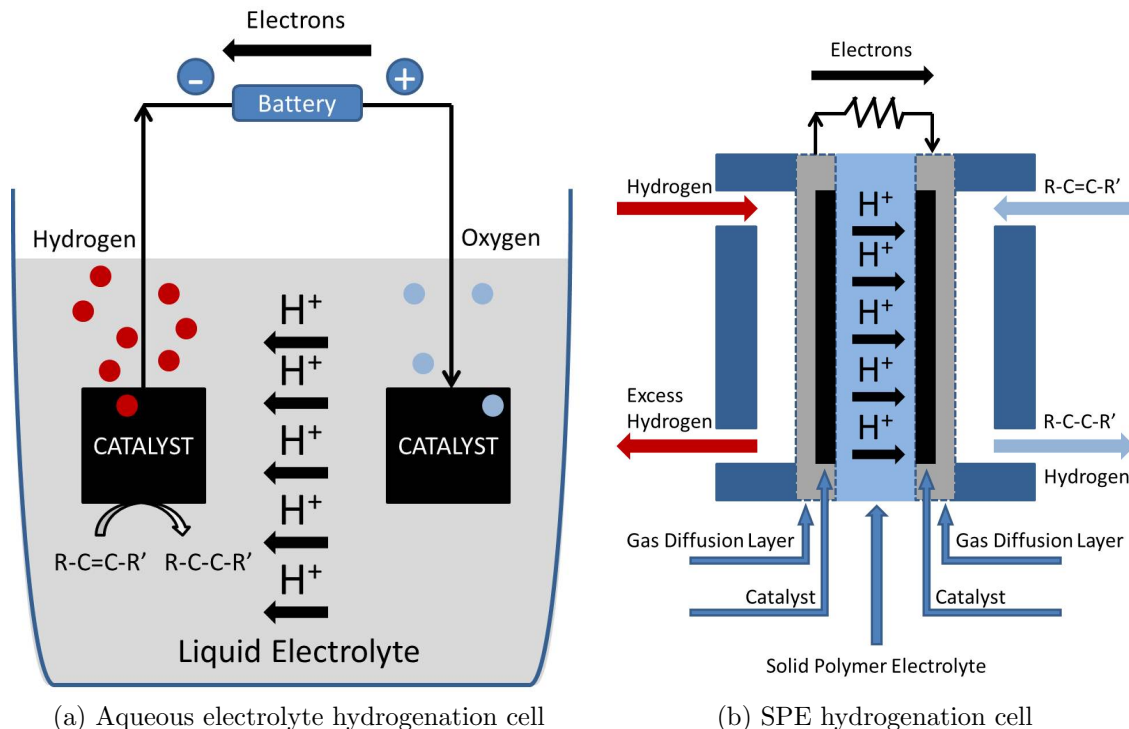 Electrons
-
+
Battery
Hydrogen
Oxygen
H+
H+
H+
H+
H+
CATALYST
CATALYST
R-C=C-R’
R-C-C-R’
Liquid Electrolyte
(a) Aqueous electrolyte hydrogenation cell
Electrons
Hydrogen
R-C=C-R’
H+
H+
H+
H+
H+
Excess
Hydrogen
R-C-C-R’
Hydrogen
Gas Diffusion Layer
Gas Diffusion Layer
Catalyst
Catalyst
Solid Polymer Electrolyte
(b) SPE hydrogenation cell